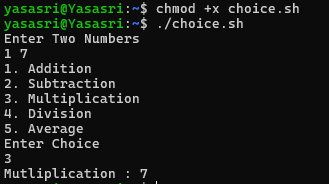 yasasri@Yasasri:~$ chmod +x choice.sh
yasasri@Yasasri:~$ ./choice.sh
Enter Two Numbers
1 7
1. Addition
2. Subtraction
3. Multiplication
4. Division
5. Average
Enter Choice
3
Mutliplication : 7